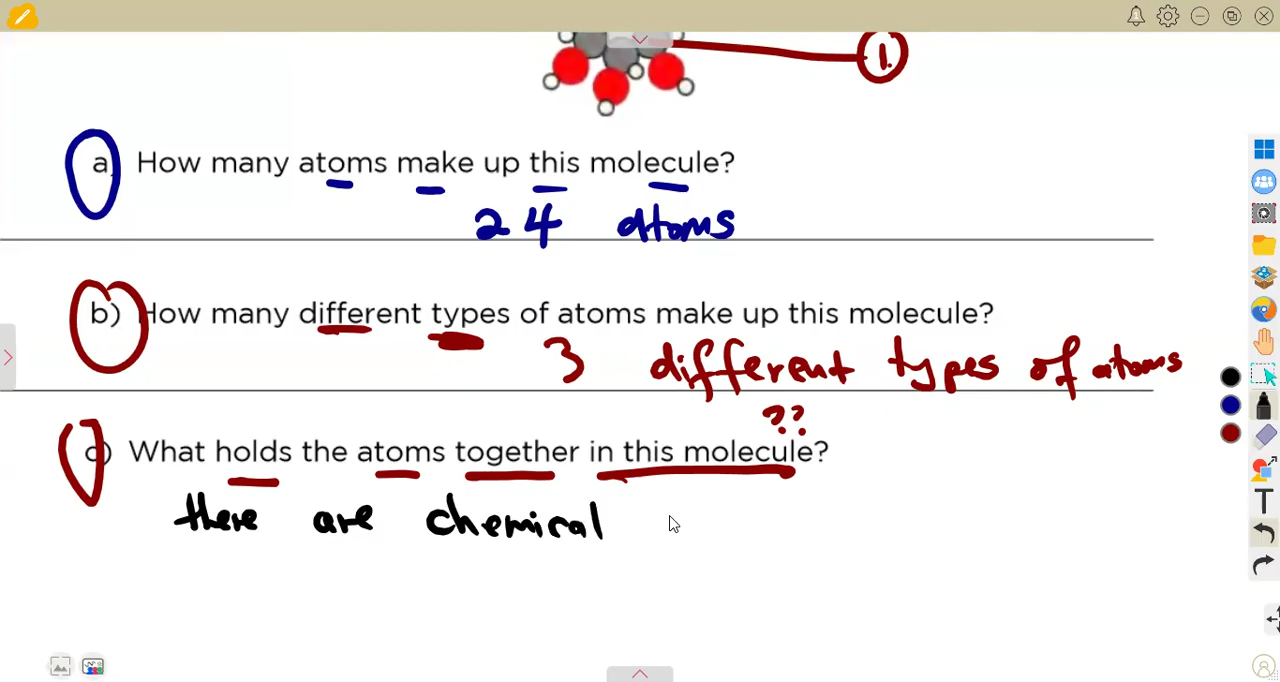 1.
a) How many atoms make up this molecule?
24 atoms
b) How many different types of atoms make up this molecule?
3 different types of atoms
??
c) What holds the atoms together in this molecule?
there are chemical
T